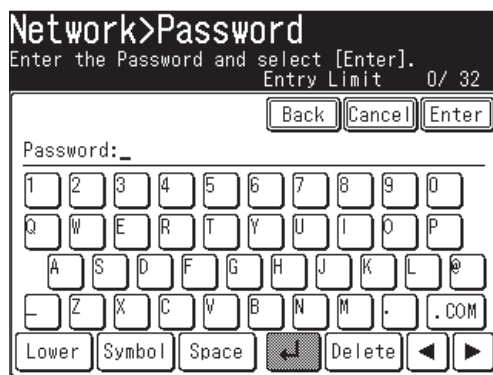 Network>Password
Enter the Password and select [Enter].
Entry Limit 0/ 32
Back Cancel Enter
Password:_
1 2 3 4 5 6 7 8 9 0
Q W E R T Y U I O P
A S D F G H J K L @
_ Z X C V B N M . .COM
Lower Symbol Space ↵ Delete ◀ ▶